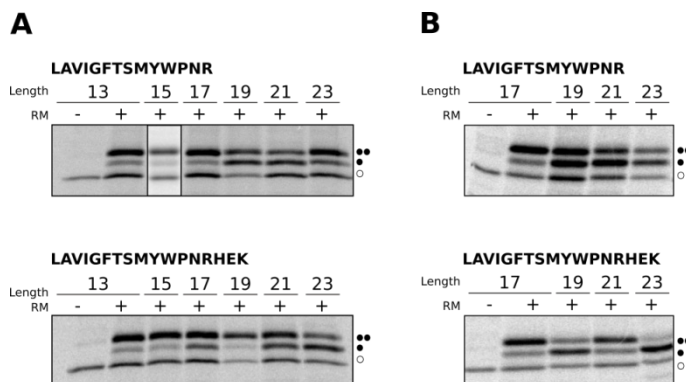 A
LAVIGFTSMYWPNR
Length 13 15 17 19 21 23
RM - + + + + + +
LAVIGFTSMYWPNRHEK
Length 13 15 17 19 21 23
RM - + + + + + +
B
LAVIGFTSMYWPNR
Length 17 19 21 23
RM - + + + +
LAVIGFTSMYWPNRHEK
Length 17 19 21 23
RM - + + + +